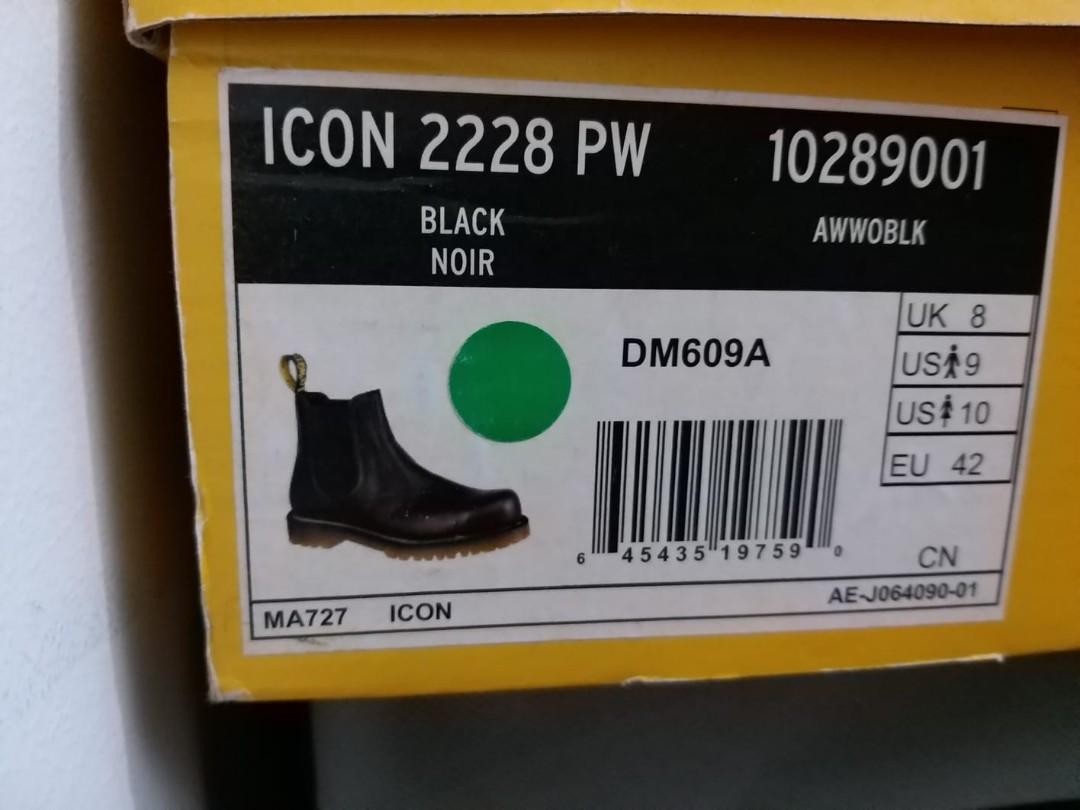 ICON 2228 PW 10289001
BLACK AWWOBLK
NOIR
DM609A
UK 8
US 9
US 10
EU 42
6 45435 19759 0
CN
MA727 ICON AE-J064090-01